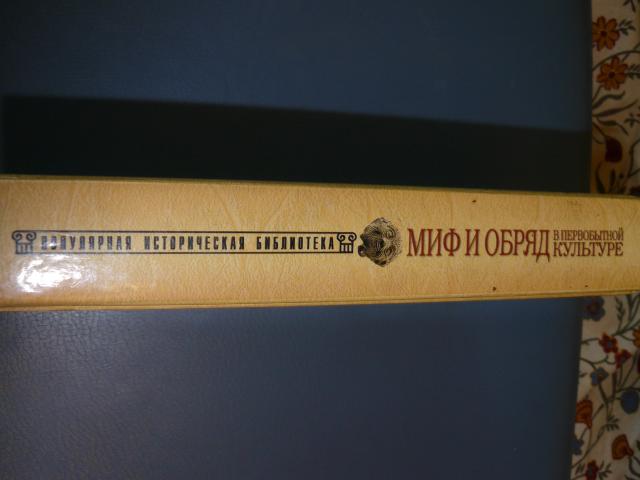 ПОПУЛЯРНАЯ ИСТОРИЧЕСКАЯ БИБЛИОТЕКА
МИФ И ОБРЯД
В ПЕРВОБЫТНОЙ
КУЛЬТУРЕ